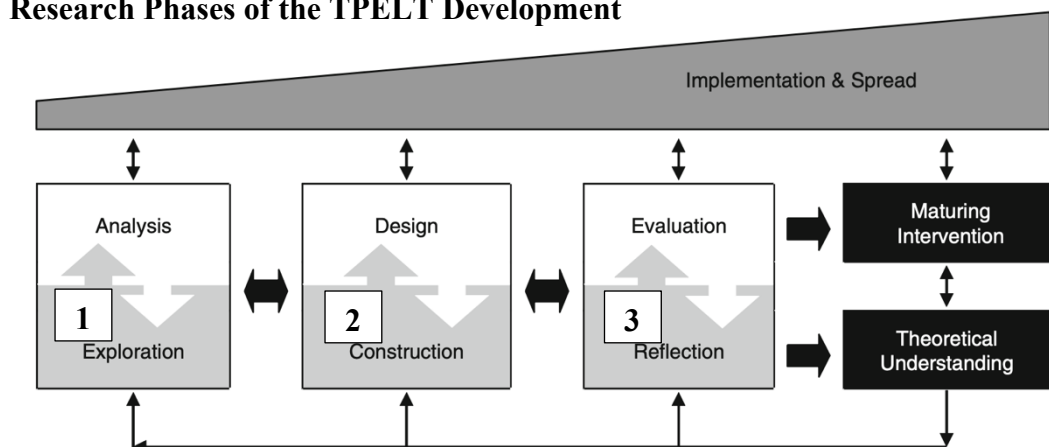 Research Phases of the TPELT Development
Implementation & Spread
Analysis
1
Exploration
Design
2
Construction
Evaluation
3
Reflection
Maturing
Intervention
Theoretical
Understanding